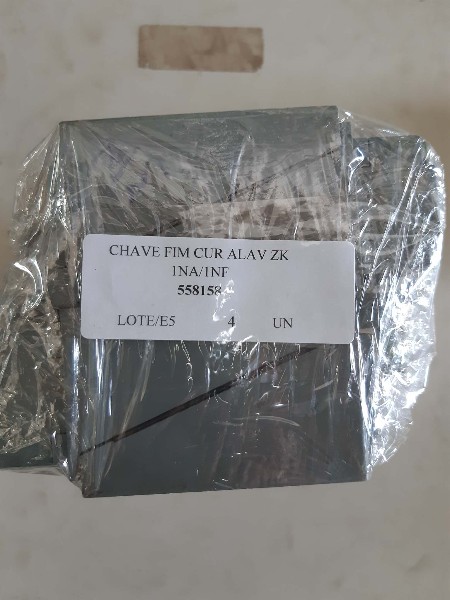 CHAVE FIM CUR ALAV ZK
1NA/1NF
558158
LOTE/E5 4 UN